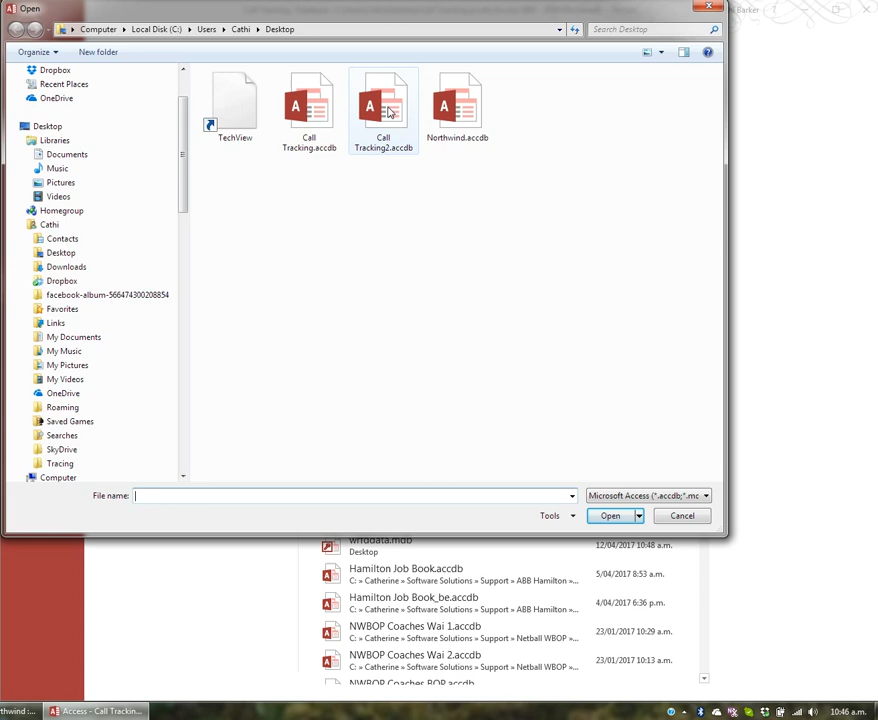 Open
Computer ▸ Local Disk (C:) ▸ Users ▸ Cathi ▸ Desktop
Search Desktop
Organize
New folder
Dropbox
Recent Places
OneDrive
Desktop
Libraries
Documents
Music
Pictures
Videos
Homegroup
Cathi
Contacts
Desktop
Downloads
Dropbox
facebook-album-566474300208854
Favorites
Links
My Documents
My Music
My Pictures
My Videos
OneDrive
Roaming
Saved Games
Searches
SkyDrive
Tracing
Computer
TechView
Call
Tracking.accdb
Call
Tracking2.accdb
Northwind.accdb
File name:
Microsoft Access (*.accdb;*.mc
Tools
Open
Cancel
wrfddata.mdb
Desktop
12/04/2017 10:48 a.m.
Hamilton Job Book.accdb
C: » Catherine » Software Solutions » Support » ABB Hamilton »...
5/04/2017 8:53 a.m.
Hamilton Job Book_be.accdb
C: » Catherine » Software Solutions » Support » ABB Hamilton »...
4/04/2017 6:36 p.m.
NWBOP Coaches Wai 1.accdb
C: » Catherine » Software Solutions » Support » Netball WBOP »...
23/01/2017 10:29 a.m.
NWBOP Coaches Wai 2.accdb
C: » Catherine » Software Solutions » Support » Netball WBOP »...
23/01/2017 10:13 a.m.
NWBOP Coaches BOP.accdb
thwind :...
Access - Call Trackin...
10:46 a.m.